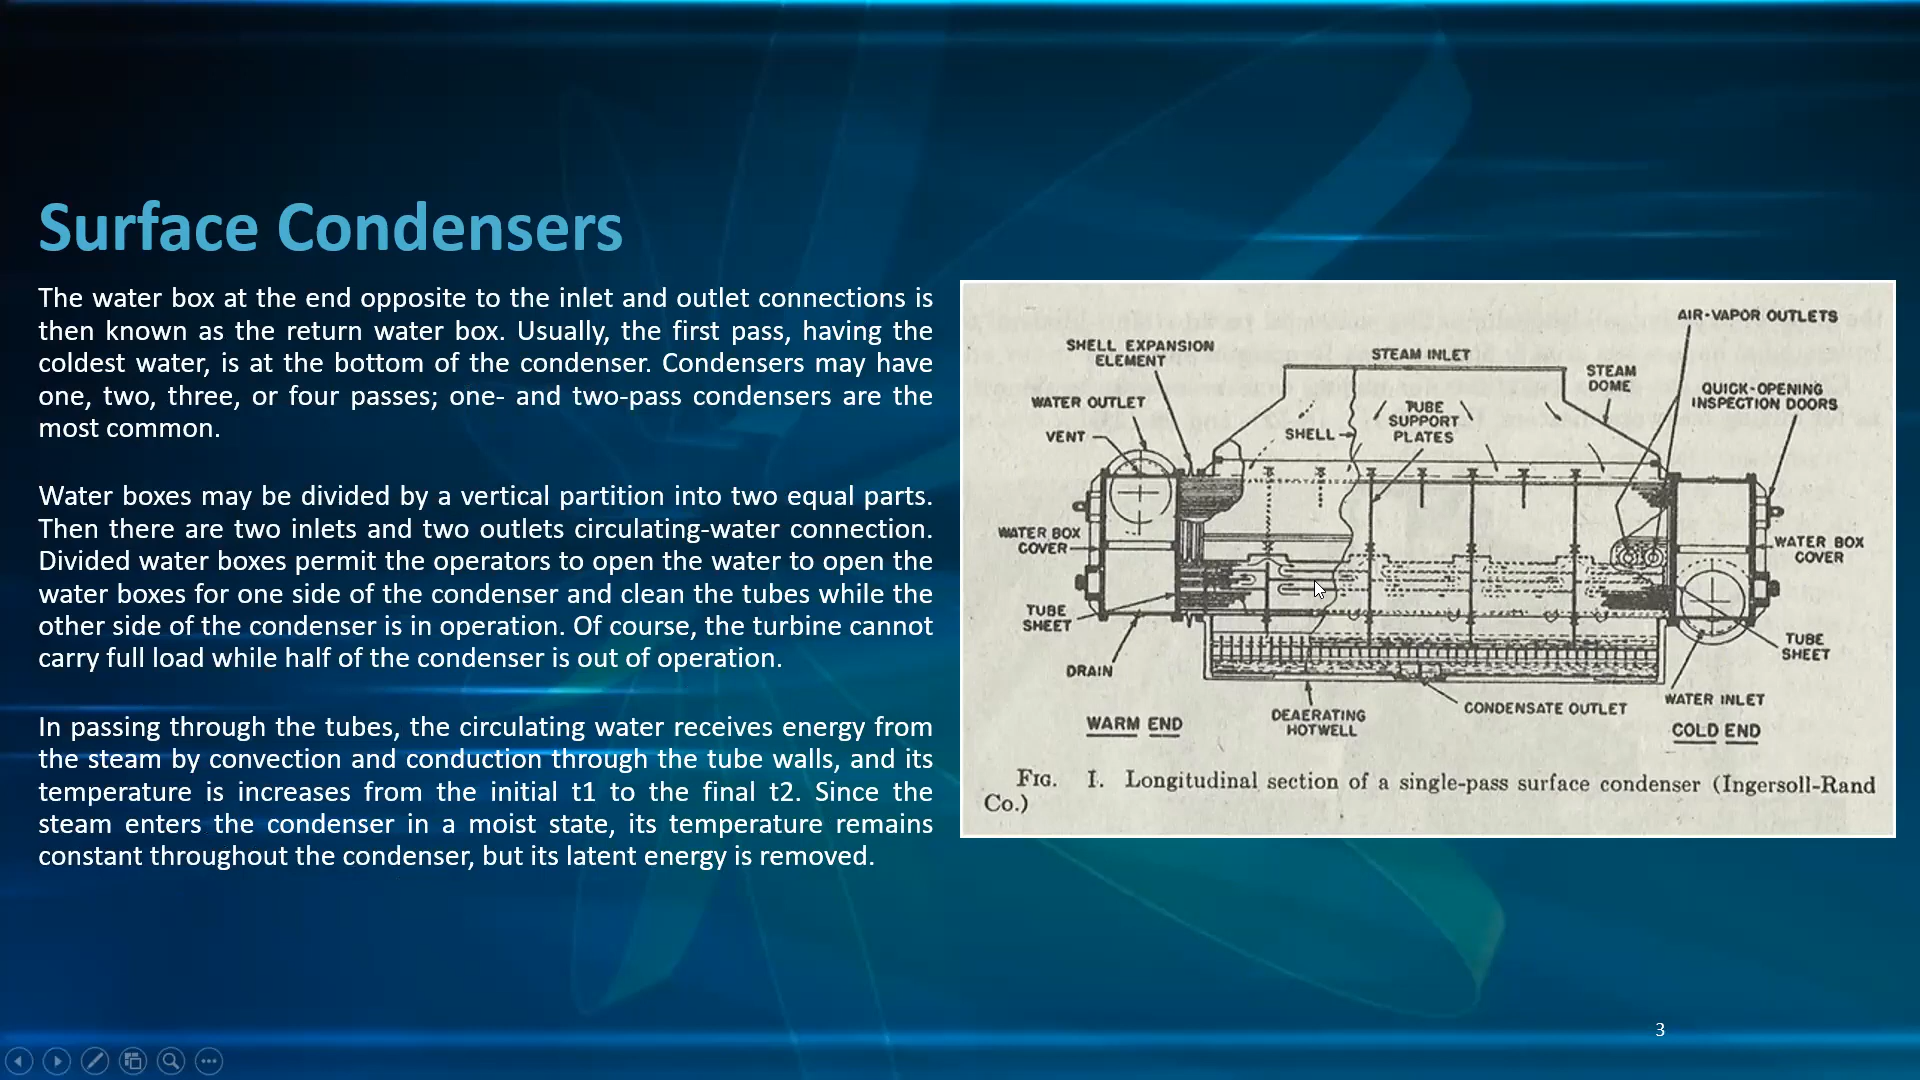 Surface Condensers
The water box at the end opposite to the inlet and outlet connections is
then known as the return water box. Usually, the first pass, having the
coldest water, is at the bottom of the condenser. Condensers may have
one, two, three, or four passes; one- and two-pass condensers are the
most common.
Water boxes may be divided by a vertical partition into two equal parts.
Then there are two inlets and two outlets circulating-water connection.
Divided water boxes permit the operators to open the water to open the
water boxes for one side of the condenser and clean the tubes while the
other side of the condenser is in operation. Of course, the turbine cannot
carry full load while half of the condenser is out of operation.
In passing through the tubes, the circulating water receives energy from
the steam by convection and conduction through the tube walls, and its
temperature is increases from the initial t1 to the final t2. Since the
steam enters the condenser in a moist state, its temperature remains
constant throughout the condenser, but its latent energy is removed.
AIR-VAPOR OUTLETS
SHELL EXPANSION
ELEMENT
STEAM INLET
STEAM
DOME
QUICK-OPENING
INSPECTION DOORS
WATER OUTLET
TUBE
SUPPORT
PLATES
VENT
SHELL
WATER BOX
COVER
WATER BOX
COVER
TUBE
SHEET
TUBE
SHEET
DRAIN
WATER INLET
CONDENSATE OUTLET
DEAERATING
HOTWELL
WARM END
COLD END
FIG. I. Longitudinal section of a single-pass surface condenser (Ingersoll-Rand
Co.)
3